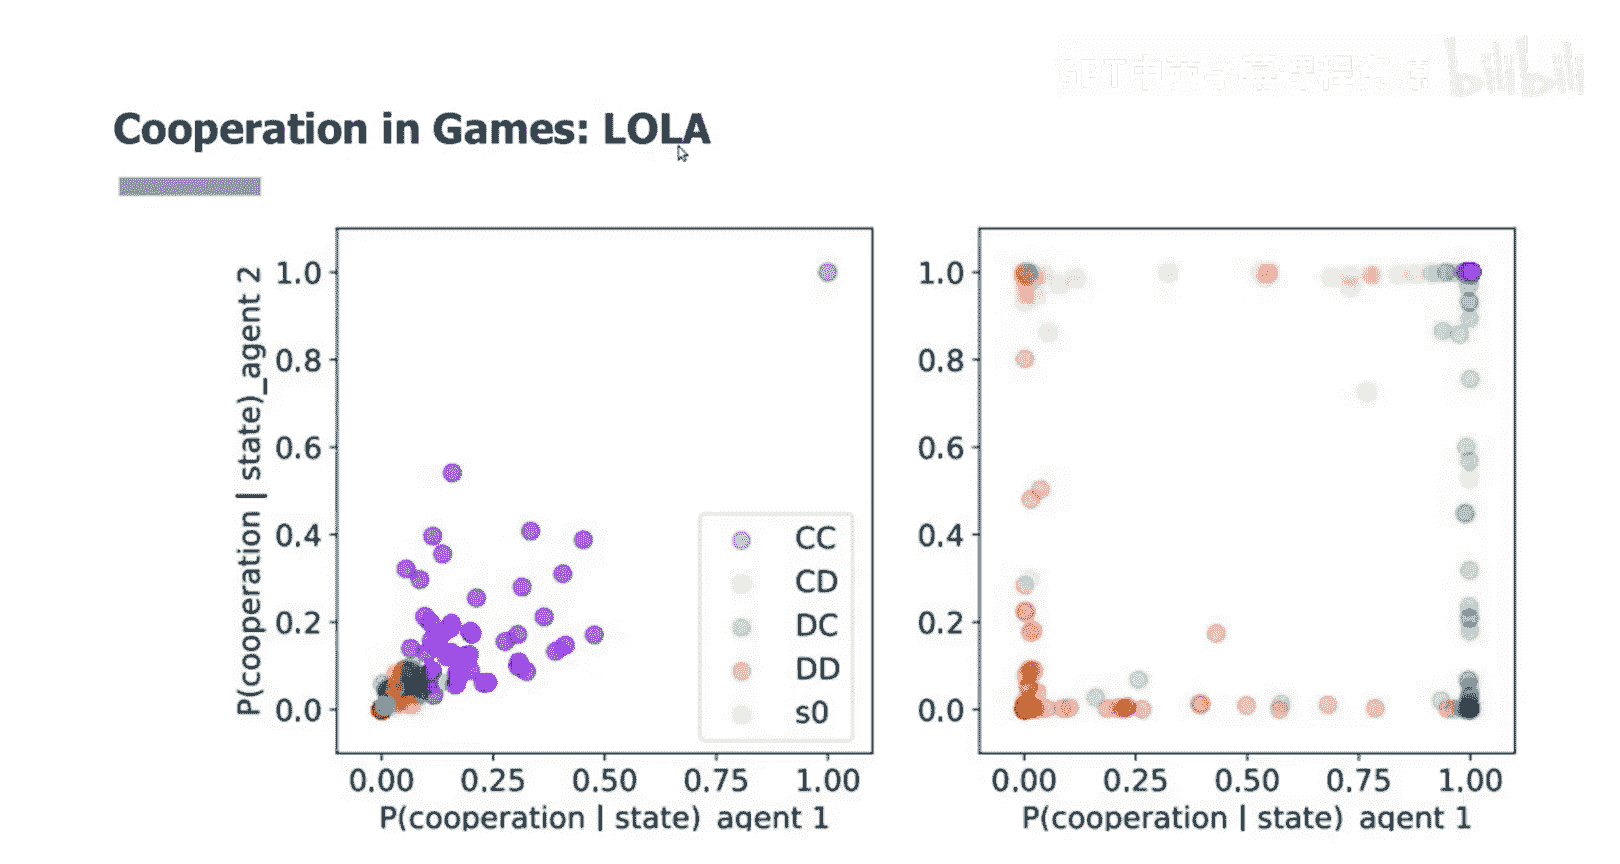 bilibili
Cooperation in Games: LOLA
P(cooperation | state)_agent 2
1.0
0.8
0.6
0.4
0.2
0.0
0.00 0.25 0.50 0.75 1.00
P(cooperation | state)_agent 1
CC
CD
DC
DD
s0
1.0
0.8
0.6
0.4
0.2
0.0
0.00 0.25 0.50 0.75 1.00
P(cooperation | state)_agent 1